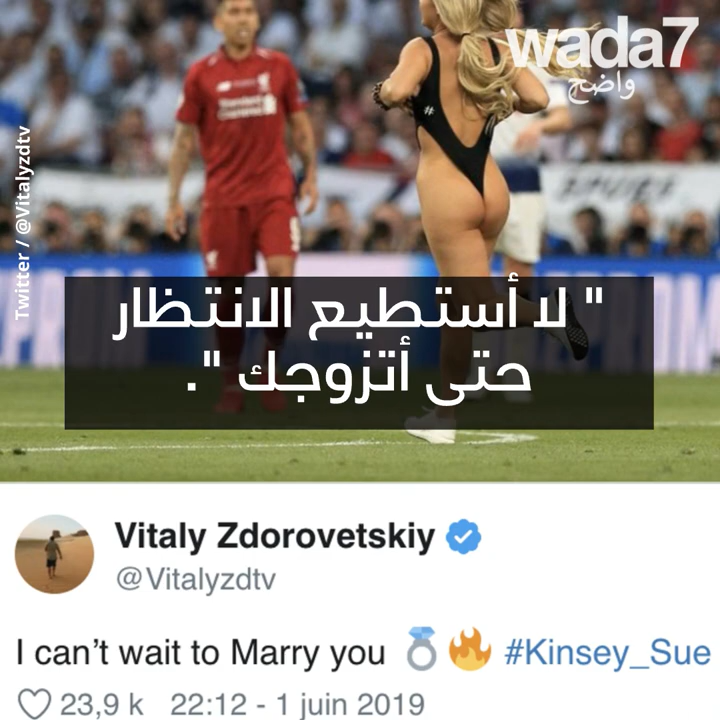 wada7
واضح
Twitter / @Vitalyzdtv
" لا أستطيع الانتظار
حتى أتزوجك ".
Vitaly Zdorovetskiy
@Vitalyzdtv
I can’t wait to Marry you 💍🔥 #Kinsey_Sue
23,9 k 22:12 - 1 juin 2019